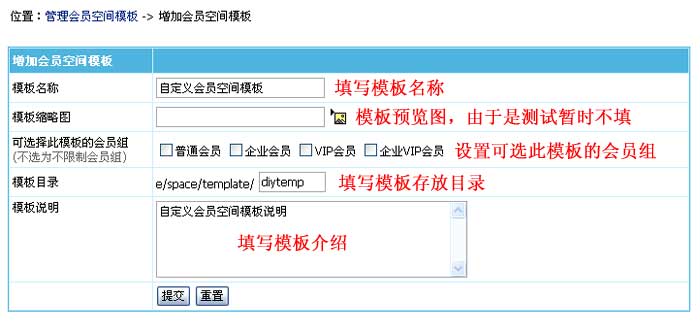 位置：管理会员空间模板 -> 增加会员空间模板
增加会员空间模板
模板名称 自定义会员空间模板 填写模板名称
模板缩略图 模板预览图，由于是测试暂时不填
可选择此模板的会员组
(不选为不限制会员组) 普通会员 企业会员 VIP会员 企业VIP会员 设置可选此模板的会员组
模板目录 e/space/template/ diytemp 填写模板存放目录
模板说明 自定义会员空间模板说明
填写模板介绍
提交 重置